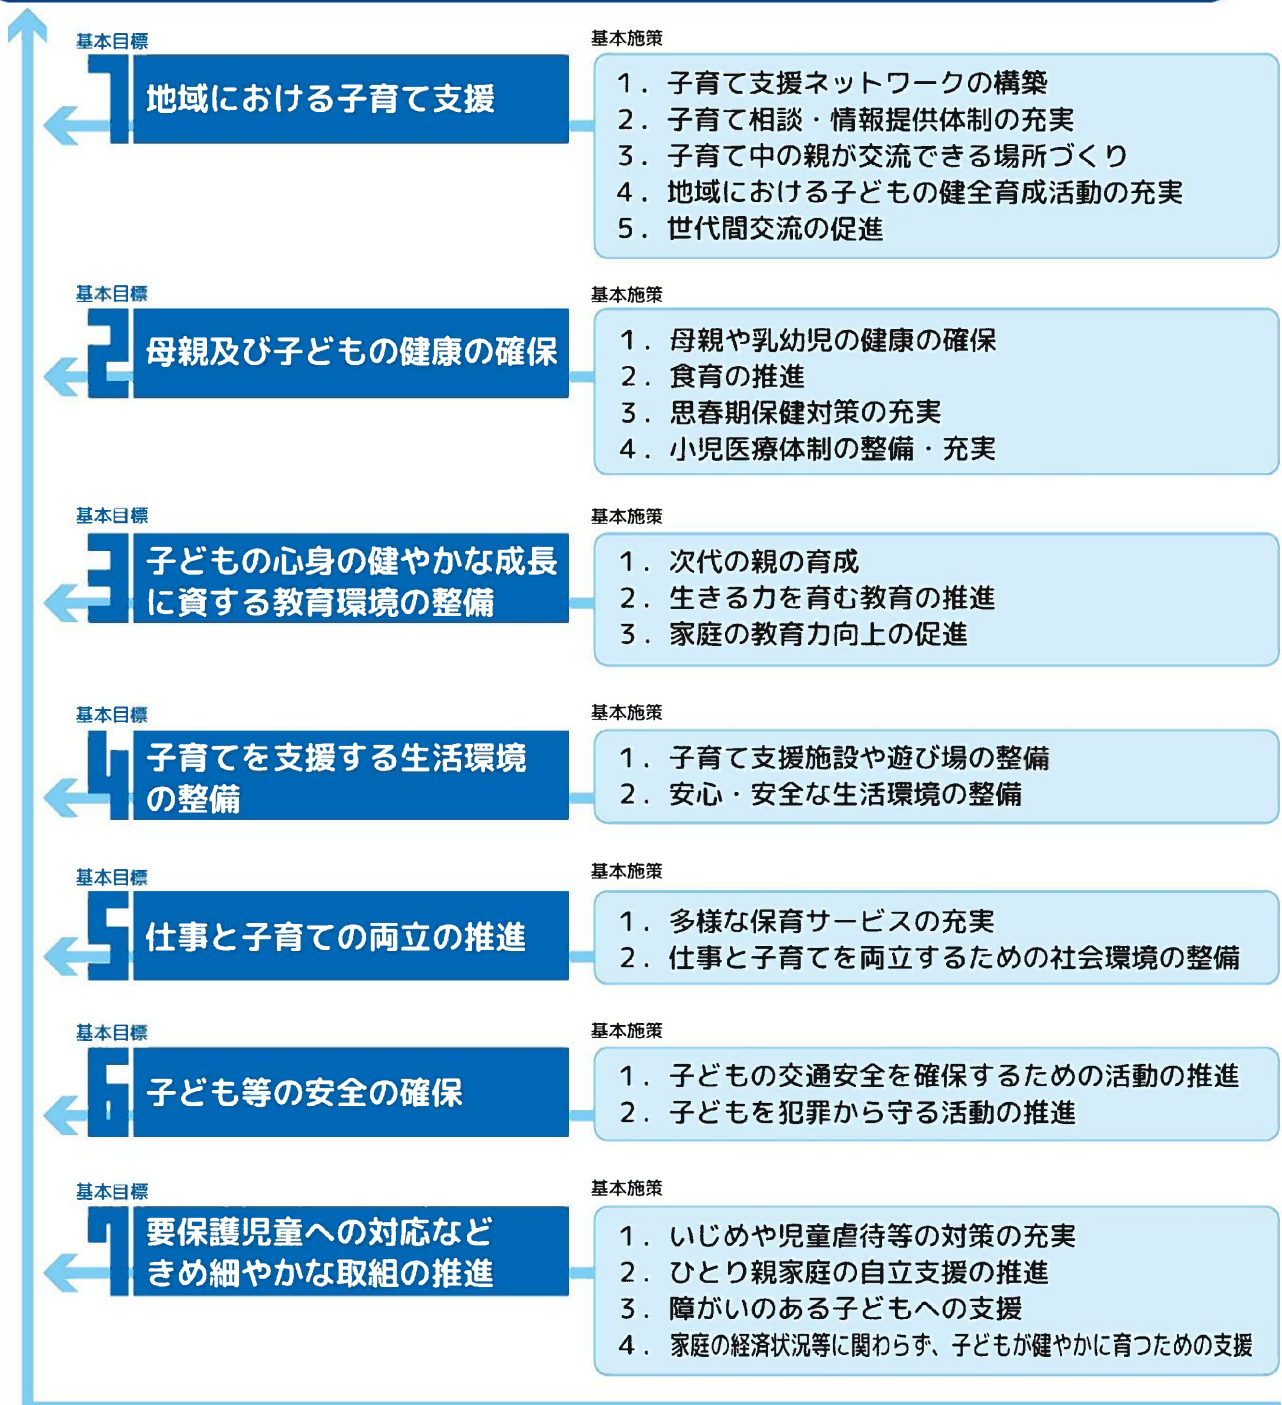 基本目標
1 地域における子育て支援
基本施策
1. 子育て支援ネットワークの構築
2. 子育て相談・情報提供体制の充実
3. 子育て中の親が交流できる場所づくり
4. 地域における子どもの健全育成活動の充実
5. 世代間交流の促進
基本目標
2 母親及び子どもの健康の確保
基本施策
1. 母親や乳幼児の健康の確保
2. 食育の推進
3. 思春期保健対策の充実
4. 小児医療体制の整備・充実
基本目標
3 子どもの心身の健やかな成長
に資する教育環境の整備
基本施策
1. 次代の親の育成
2. 生きる力を育む教育の推進
3. 家庭の教育力向上の促進
基本目標
4 子育てを支援する生活環境
の整備
基本施策
1. 子育て支援施設や遊び場の整備
2. 安心・安全な生活環境の整備
基本目標
5 仕事と子育ての両立の推進
基本施策
1. 多様な保育サービスの充実
2. 仕事と子育てを両立するための社会環境の整備
基本目標
6 子ども等の安全の確保
基本施策
1. 子どもの交通安全を確保するための活動の推進
2. 子どもを犯罪から守る活動の推進
基本目標
7 要保護児童への対応など
きめ細やかな取組の推進
基本施策
1. いじめや児童虐待等の対策の充実
2. ひとり親家庭の自立支援の推進
3. 障がいのある子どもへの支援
4. 家庭の経済状況等に関わらず、子どもが健やかに育つための支援